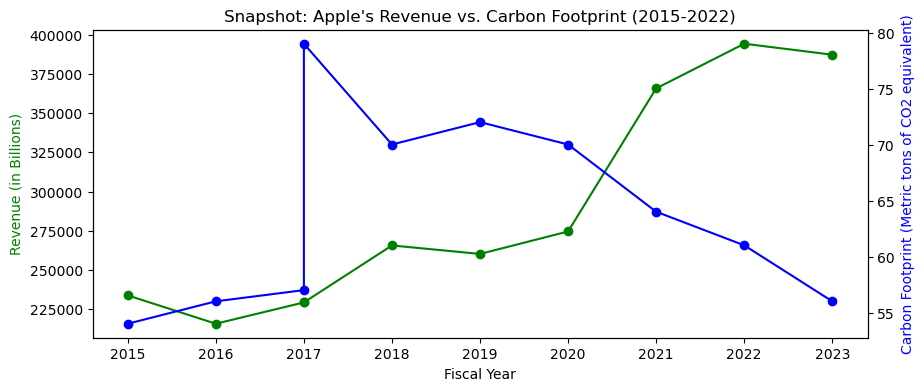 Snapshot: Apple's Revenue vs. Carbon Footprint (2015-2022)
Revenue (in Billions)
400000
375000
350000
325000
300000
275000
250000
225000
80
75
70
65
60
55
Carbon Footprint (Metric tons of CO2 equivalent)
2015 2016 2017 2018 2019 2020 2021 2022 2023
Fiscal Year